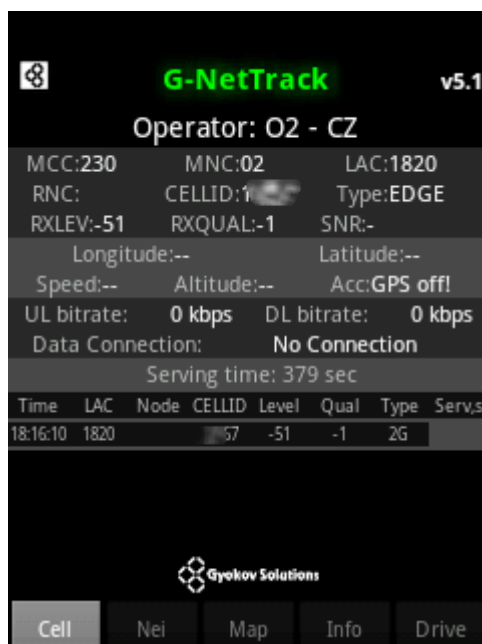 G-NetTrack v5.1
Operator: O2 - CZ
MCC:230 MNC:02 LAC:1820
RNC: CELLID: Type:EDGE
RXLEV:-51 RXQUAL:-1 SNR:-
Longitude:-- Latitude:--
Speed:-- Altitude:-- Acc:GPS off!
UL bitrate: 0 kbps DL bitrate: 0 kbps
Data Connection: No Connection
Serving time: 379 sec
Time LAC Node CELLID Level Qual Type Serv,s
18:16:10 1820 -51 -1 2G
Gyokov Solutions
Cell Nei Map Info Drive